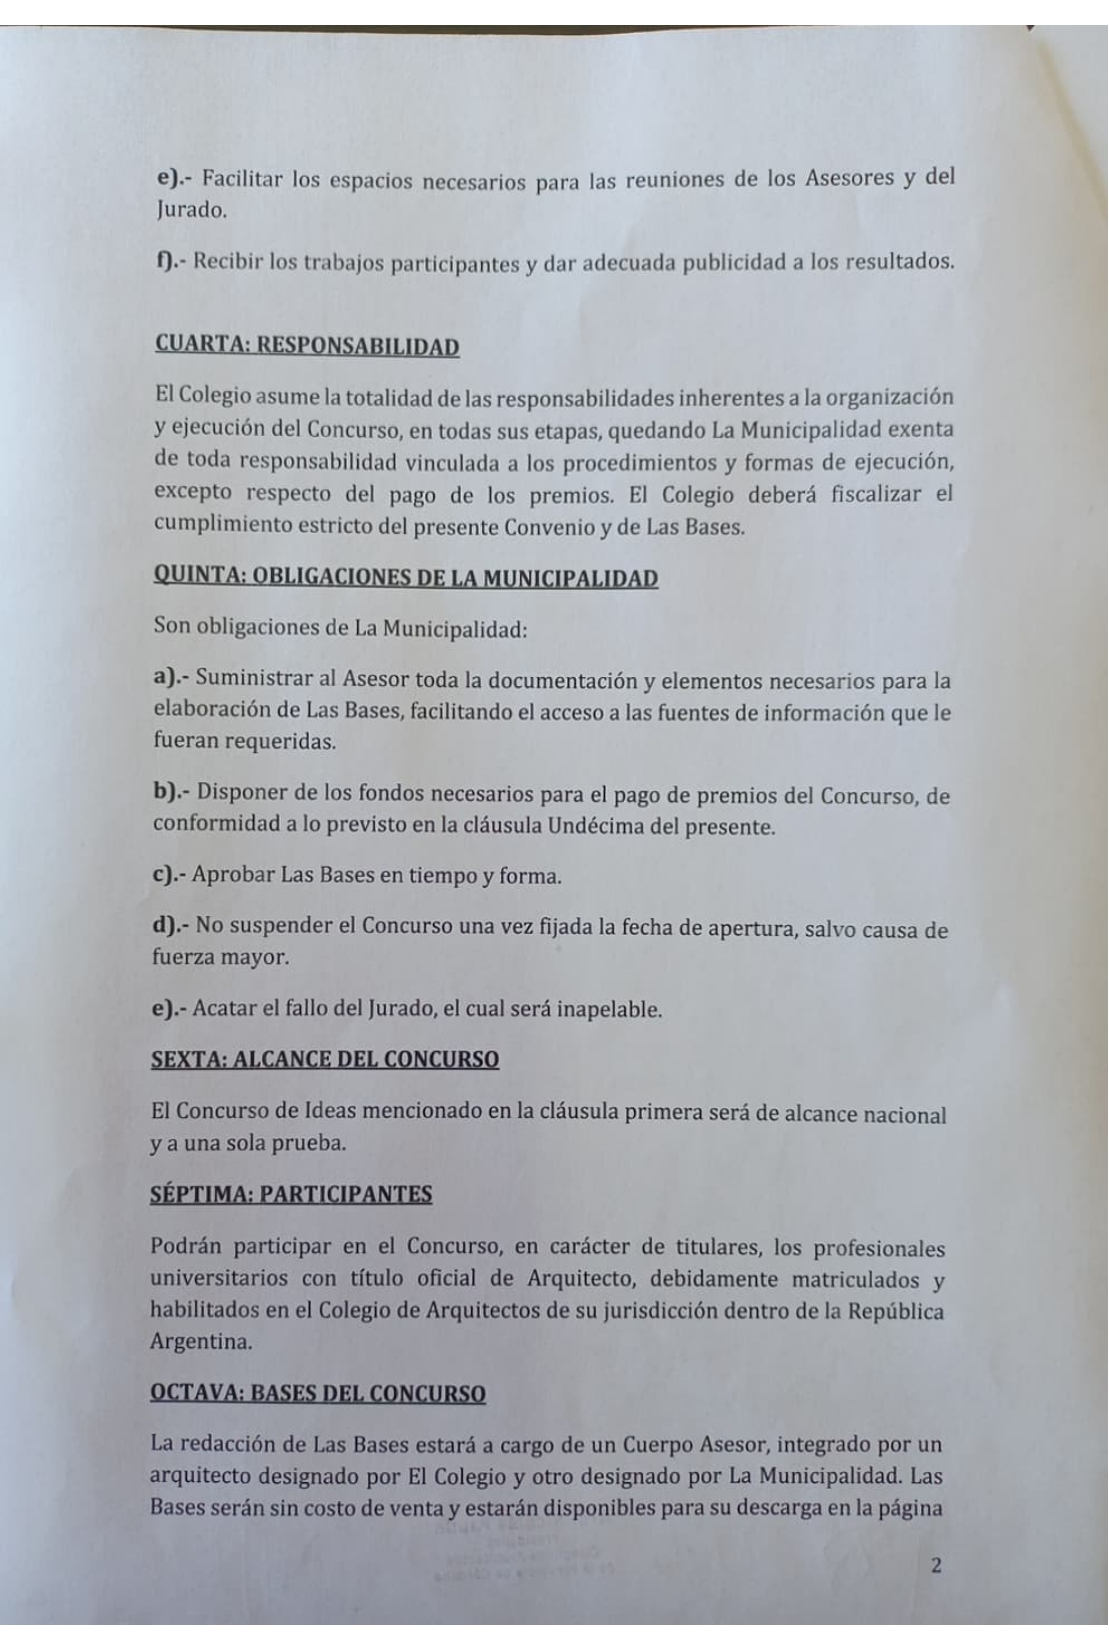 e).- Facilitar los espacios necesarios para las reuniones de los Asesores y del
Jurado.
f).- Recibir los trabajos participantes y dar adecuada publicidad a los resultados.
CUARTA: RESPONSABILIDAD
El Colegio asume la totalidad de las responsabilidades inherentes a la organización
y ejecución del Concurso, en todas sus etapas, quedando La Municipalidad exenta
de toda responsabilidad vinculada a los procedimientos y formas de ejecución,
excepto respecto del pago de los premios. El Colegio deberá fiscalizar el
cumplimiento estricto del presente Convenio y de Las Bases.
QUINTA: OBLIGACIONES DE LA MUNICIPALIDAD
Son obligaciones de La Municipalidad:
a).- Suministrar al Asesor toda la documentación y elementos necesarios para la
elaboración de Las Bases, facilitando el acceso a las fuentes de información que le
fueran requeridas.
b).- Disponer de los fondos necesarios para el pago de premios del Concurso, de
conformidad a lo previsto en la cláusula Undécima del presente.
c).- Aprobar Las Bases en tiempo y forma.
d).- No suspender el Concurso una vez fijada la fecha de apertura, salvo causa de
fuerza mayor.
e).- Acatar el fallo del Jurado, el cual será inapelable.
SEXTA: ALCANCE DEL CONCURSO
El Concurso de Ideas mencionado en la cláusula primera será de alcance nacional
y a una sola prueba.
SÉPTIMA: PARTICIPANTES
Podrán participar en el Concurso, en carácter de titulares, los profesionales
universitarios con título oficial de Arquitecto, debidamente matriculados y
habilitados en el Colegio de Arquitectos de su jurisdicción dentro de la República
Argentina.
OCTAVA: BASES DEL CONCURSO
La redacción de Las Bases estará a cargo de un Cuerpo Asesor, integrado por un
arquitecto designado por El Colegio y otro designado por La Municipalidad. Las
Bases serán sin costo de venta y estarán disponibles para su descarga en la página
2